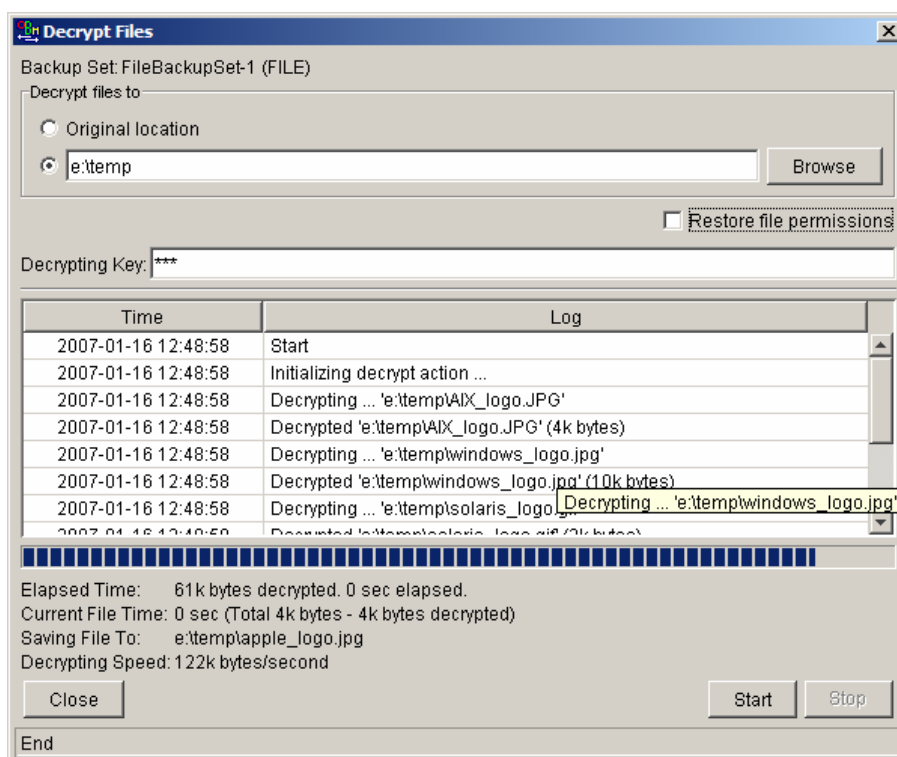 Decrypt Files
Backup Set: FileBackupSet-1 (FILE)
Decrypt files to
Original location
e:\temp
Browse
Restore file permissions
Decrypting Key: ***
Time Log
2007-01-16 12:48:58 Start
2007-01-16 12:48:58 Initializing decrypt action ...
2007-01-16 12:48:58 Decrypting ... 'e:\temp\AIX_logo.JPG'
2007-01-16 12:48:58 Decrypted 'e:\temp\AIX_logo.JPG' (4k bytes)
2007-01-16 12:48:58 Decrypting ... 'e:\temp\windows_logo.jpg'
2007-01-16 12:48:58 Decrypted 'e:\temp\windows_logo.jpg' (10k bytes)
2007-01-16 12:48:58 Decrypting ... 'e:\temp\solaris_logo.
Decrypting ... 'e:\temp\windows_logo.jpg'
Decrypted 'e:\temp\solaris_logo.gif'
Elapsed Time: 61k bytes decrypted. 0 sec elapsed.
Current File Time: 0 sec (Total 4k bytes - 4k bytes decrypted)
Saving File To: e:\temp\apple_logo.jpg
Decrypting Speed: 122k bytes/second
Close
Start
Stop
End